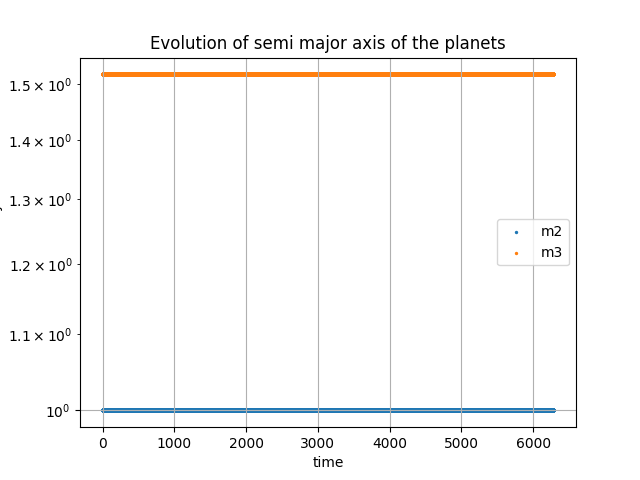 Evolution of semi major axis of the planets
1.5 × 10⁰
1.4 × 10⁰
1.3 × 10⁰
1.2 × 10⁰
1.1 × 10⁰
10⁰
m2
m3
0 1000 2000 3000 4000 5000 6000
time